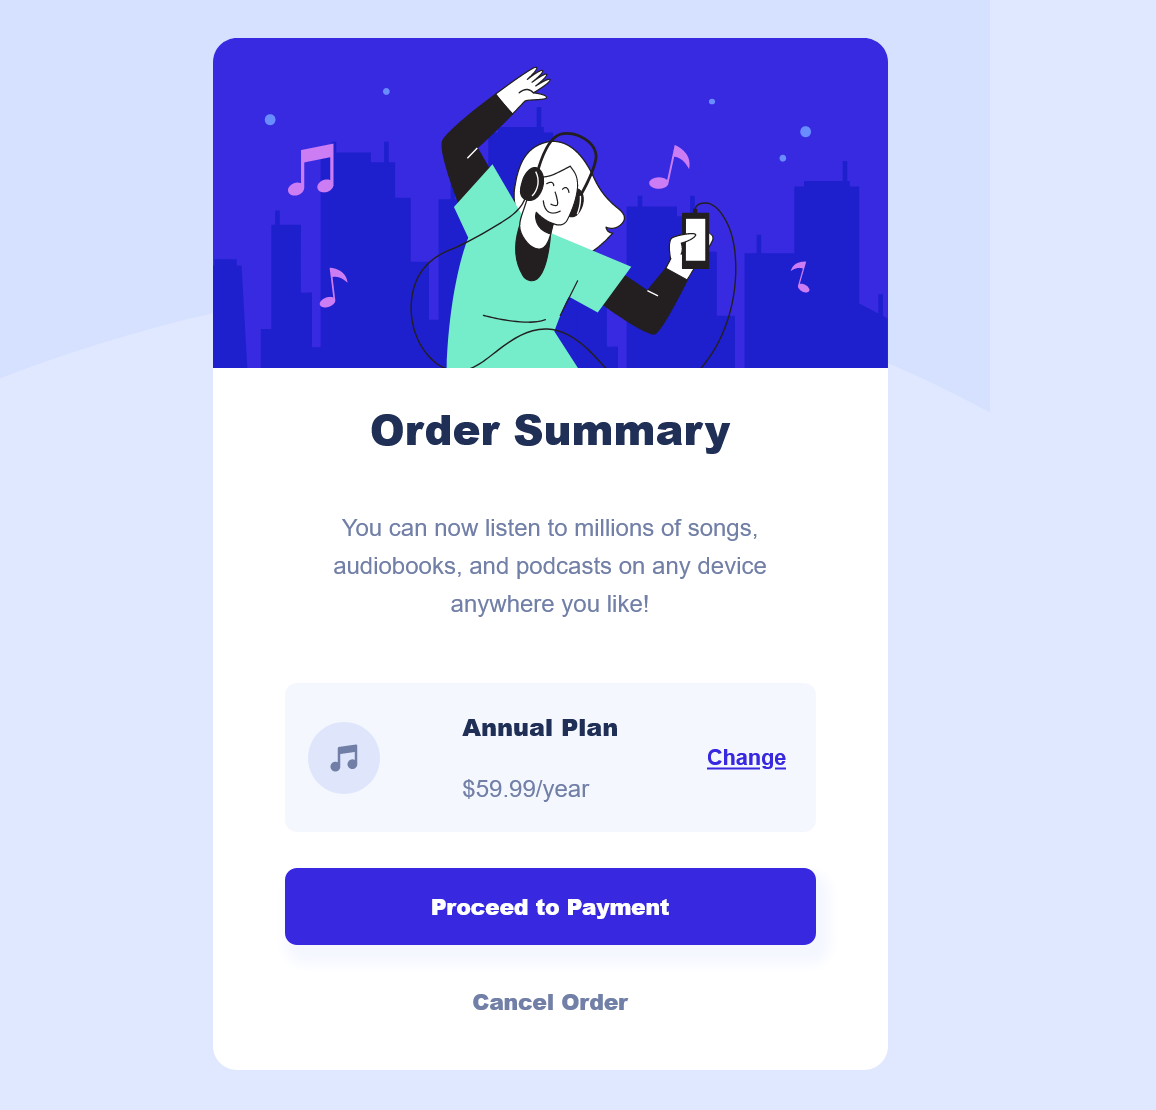 Order Summary
You can now listen to millions of songs,
audiobooks, and podcasts on any device
anywhere you like!
Annual Plan
Change
$59.99/year
Proceed to Payment
Cancel Order